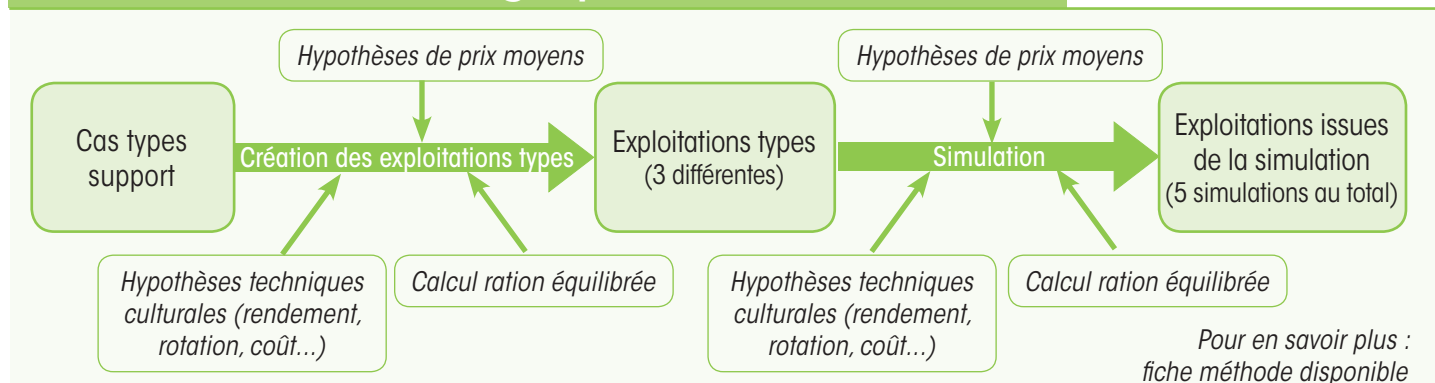 Hypothèses de prix moyens
Hypothèses de prix moyens
Cas types
support
Création des exploitations types
Exploitations types
(3 différentes)
Simulation
Exploitations issues
de la simulation
(5 simulations au total)
Hypothèses techniques
culturales (rendement,
rotation, coût...)
Calcul ration équilibrée
Hypothèses techniques
culturales (rendement,
rotation, coût...)
Calcul ration équilibrée
Pour en savoir plus :
fiche méthode disponible